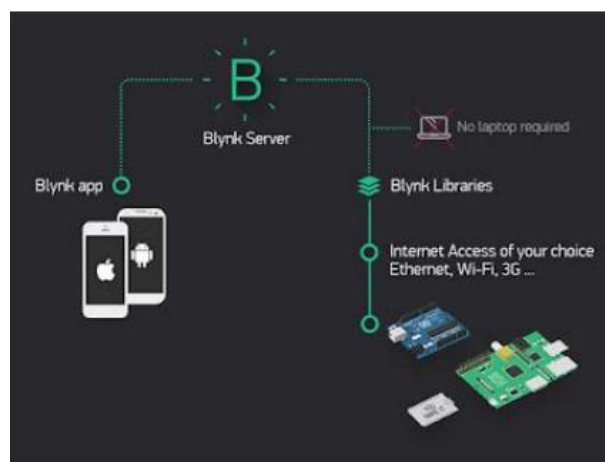 B
Blynk Server
No laptop required
Blynk app
Blynk Libraries
Internet Access of your choice
Ethernet, Wi-Fi, 3G ...